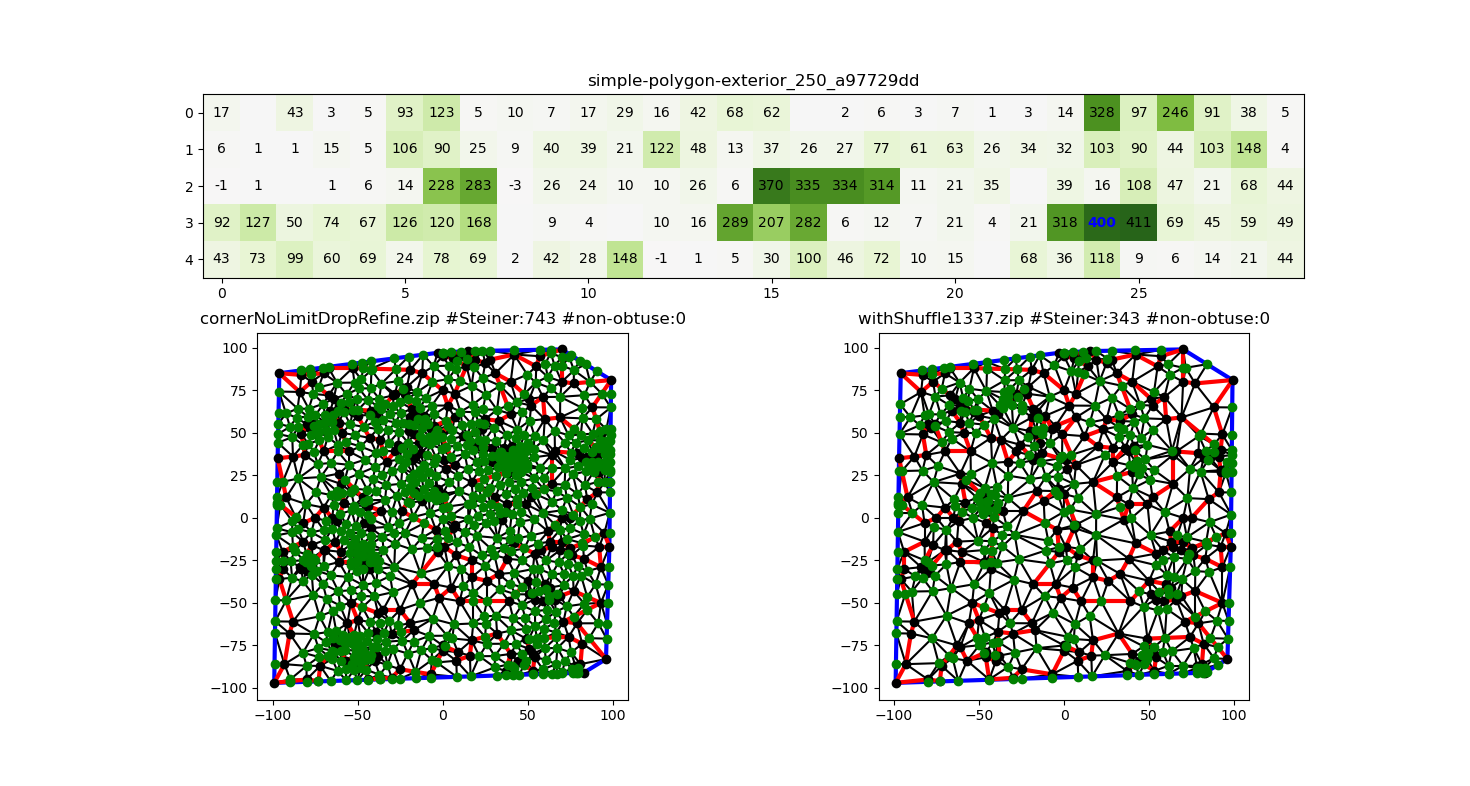 simple-polygon-exterior_250_a97729dd
0 17 43 3 5 93 123 5 10 7 17 29 16 42 68 62 2 6 3 7 1 3 14 328 97 246 91 38 5
1 6 1 1 15 5 106 90 25 9 40 39 21 122 48 13 37 26 27 77 61 63 26 34 32 103 90 44 103 148 4
2 -1 1 1 6 14 228 283 -3 26 24 10 10 26 6 370 335 334 314 11 21 35 39 16 108 47 21 68 44
3 92 127 50 74 67 126 120 168 9 4 10 16 289 207 282 6 12 7 21 4 21 318 400 411 69 45 59 49
4 43 73 99 60 69 24 78 69 2 42 28 148 -1 1 5 30 100 46 72 10 15 68 36 118 9 6 14 21 44
0 5 10 15 20 25
cornerNoLimitDropRefine.zip #Steiner:743 #non-obtuse:0
100
75
50
25
0
−25
−50
−75
−100
−100 −50 0 50 100
withShuffle1337.zip #Steiner:343 #non-obtuse:0
100
75
50
25
0
−25
−50
−75
−100
−100 −50 0 50 100